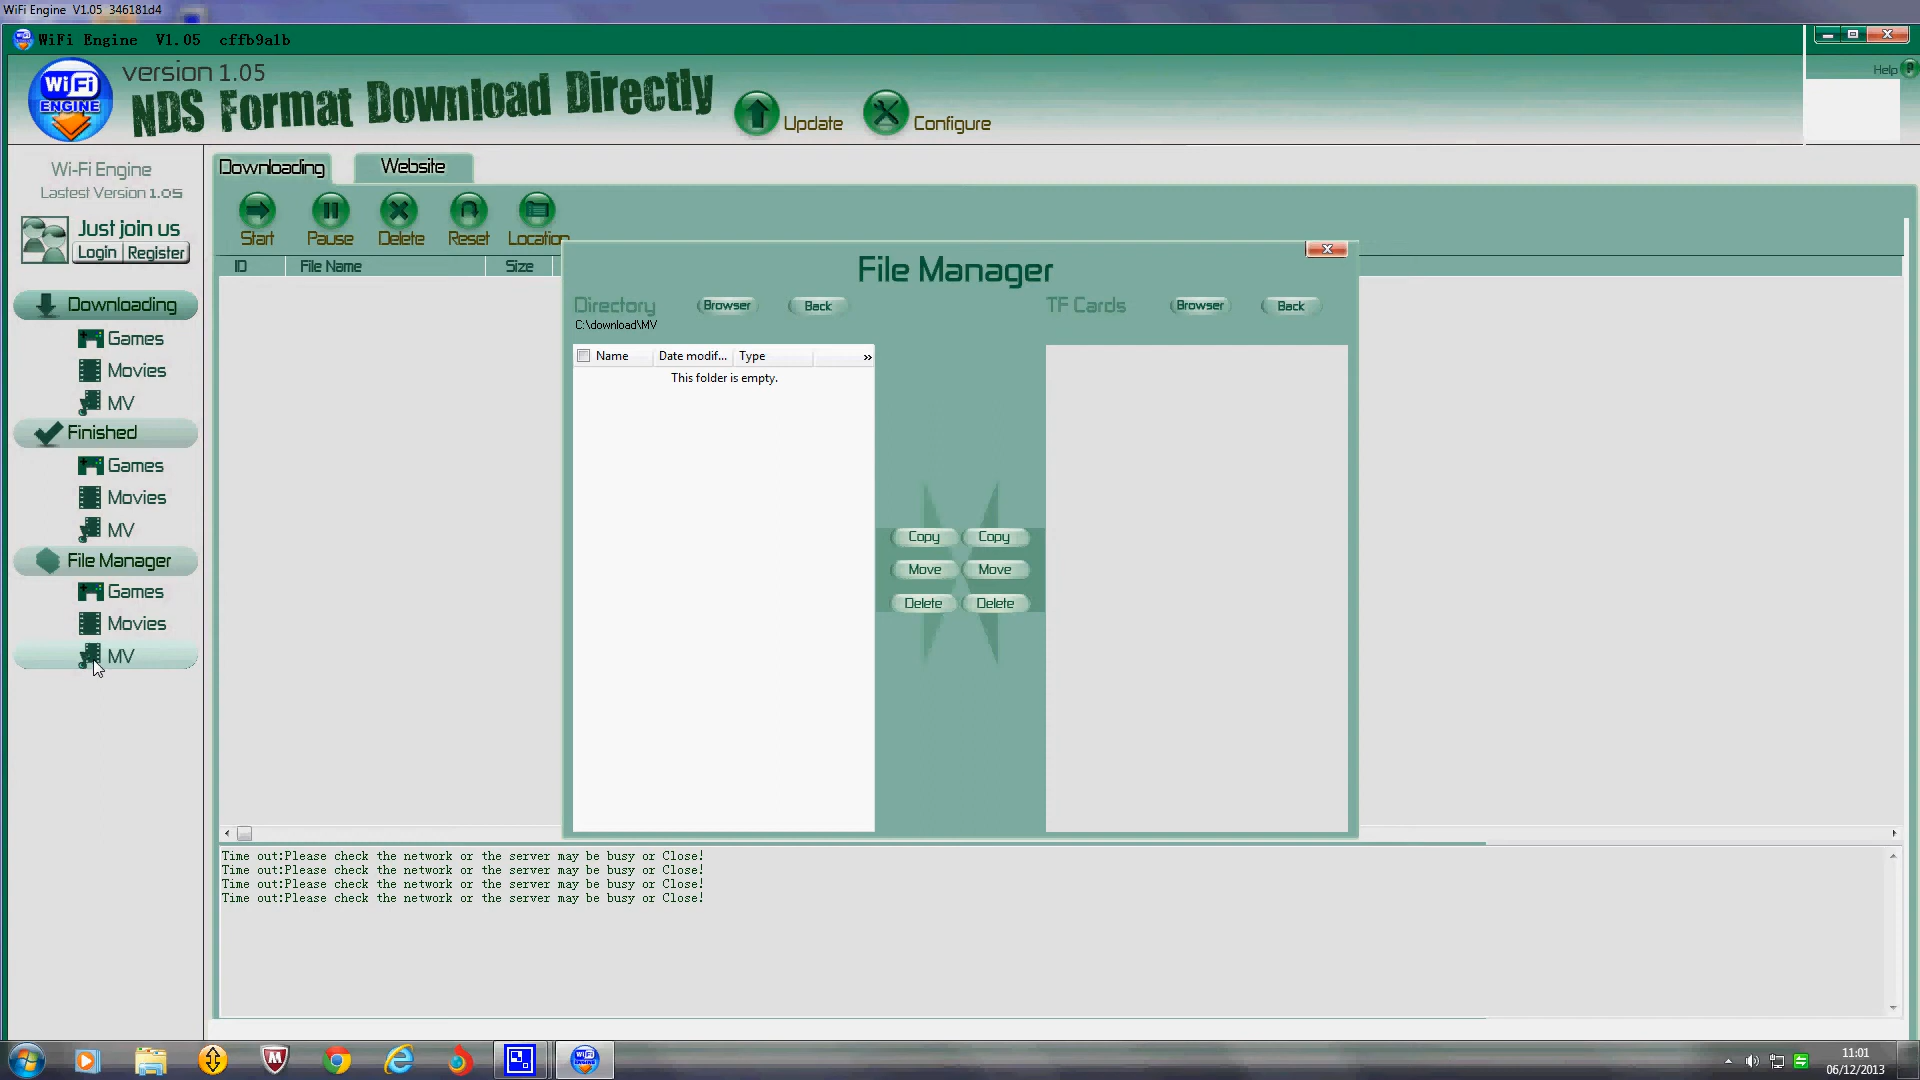 WiFi Engine V1.05 346181d4
WiFi Engine V1.05 cffb9a1b
WiFi ENGINE
version 1.05
NDS Format Download Directly
Update
Configure
Help ?
Wi-Fi Engine
Lastest Version 1.05
Just join us
Login Register
Downloading
Games
Movies
MV
Finished
Games
Movies
MV
File Manager
Games
Movies
MV
Downloading Website
Start Pause Delete Reset Location
ID File Name Size
File Manager
Directory Browser Back
C:\download\MV
TF Cards Browser Back
Name Date modif... Type »
This folder is empty.
Copy Copy
Move Move
Delete Delete
Time out:Please check the network or the server may be busy or Close!
Time out:Please check the network or the server may be busy or Close!
Time out:Please check the network or the server may be busy or Close!
Time out:Please check the network or the server may be busy or Close!
11:01
06/12/2013